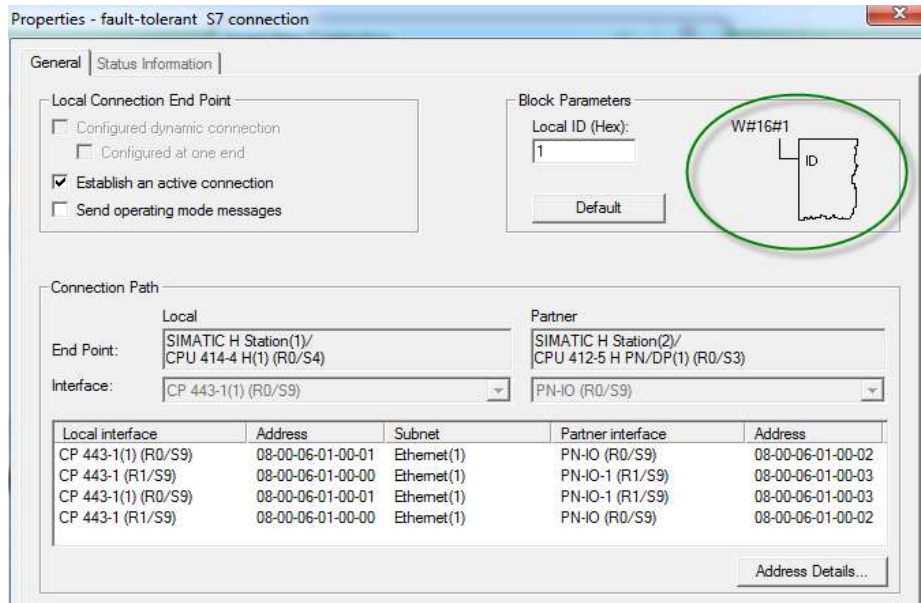 Properties - fault-tolerant S7 connection
General
Status Information
Local Connection End Point
Configured dynamic connection
Configured at one end
Establish an active connection
Send operating mode messages
Block Parameters
Local ID (Hex):
1
Default
W#16#1
ID
Connection Path
Local Partner
End Point: SIMATIC H Station(1)/ SIMATIC H Station(2)/
CPU 414-4 H(1) (R0/S4) CPU 412-5 H PN/DP(1) (R0/S3)
Interface: CP 443-1(1) (R0/S9) PN-IO (R0/S9)
Local interface Address Subnet Partner interface Address
CP 443-1(1) (R0/S9) 08-00-06-01-00-01 Ethernet(1) PN-IO (R0/S9) 08-00-06-01-00-02
CP 443-1 (R1/S9) 08-00-06-01-00-00 Ethernet(1) PN-IO-1 (R1/S9) 08-00-06-01-00-03
CP 443-1(1) (R0/S9) 08-00-06-01-00-01 Ethernet(1) PN-IO-1 (R1/S9) 08-00-06-01-00-03
CP 443-1 (R1/S9) 08-00-06-01-00-00 Ethernet(1) PN-IO (R0/S9) 08-00-06-01-00-02
Address Details...